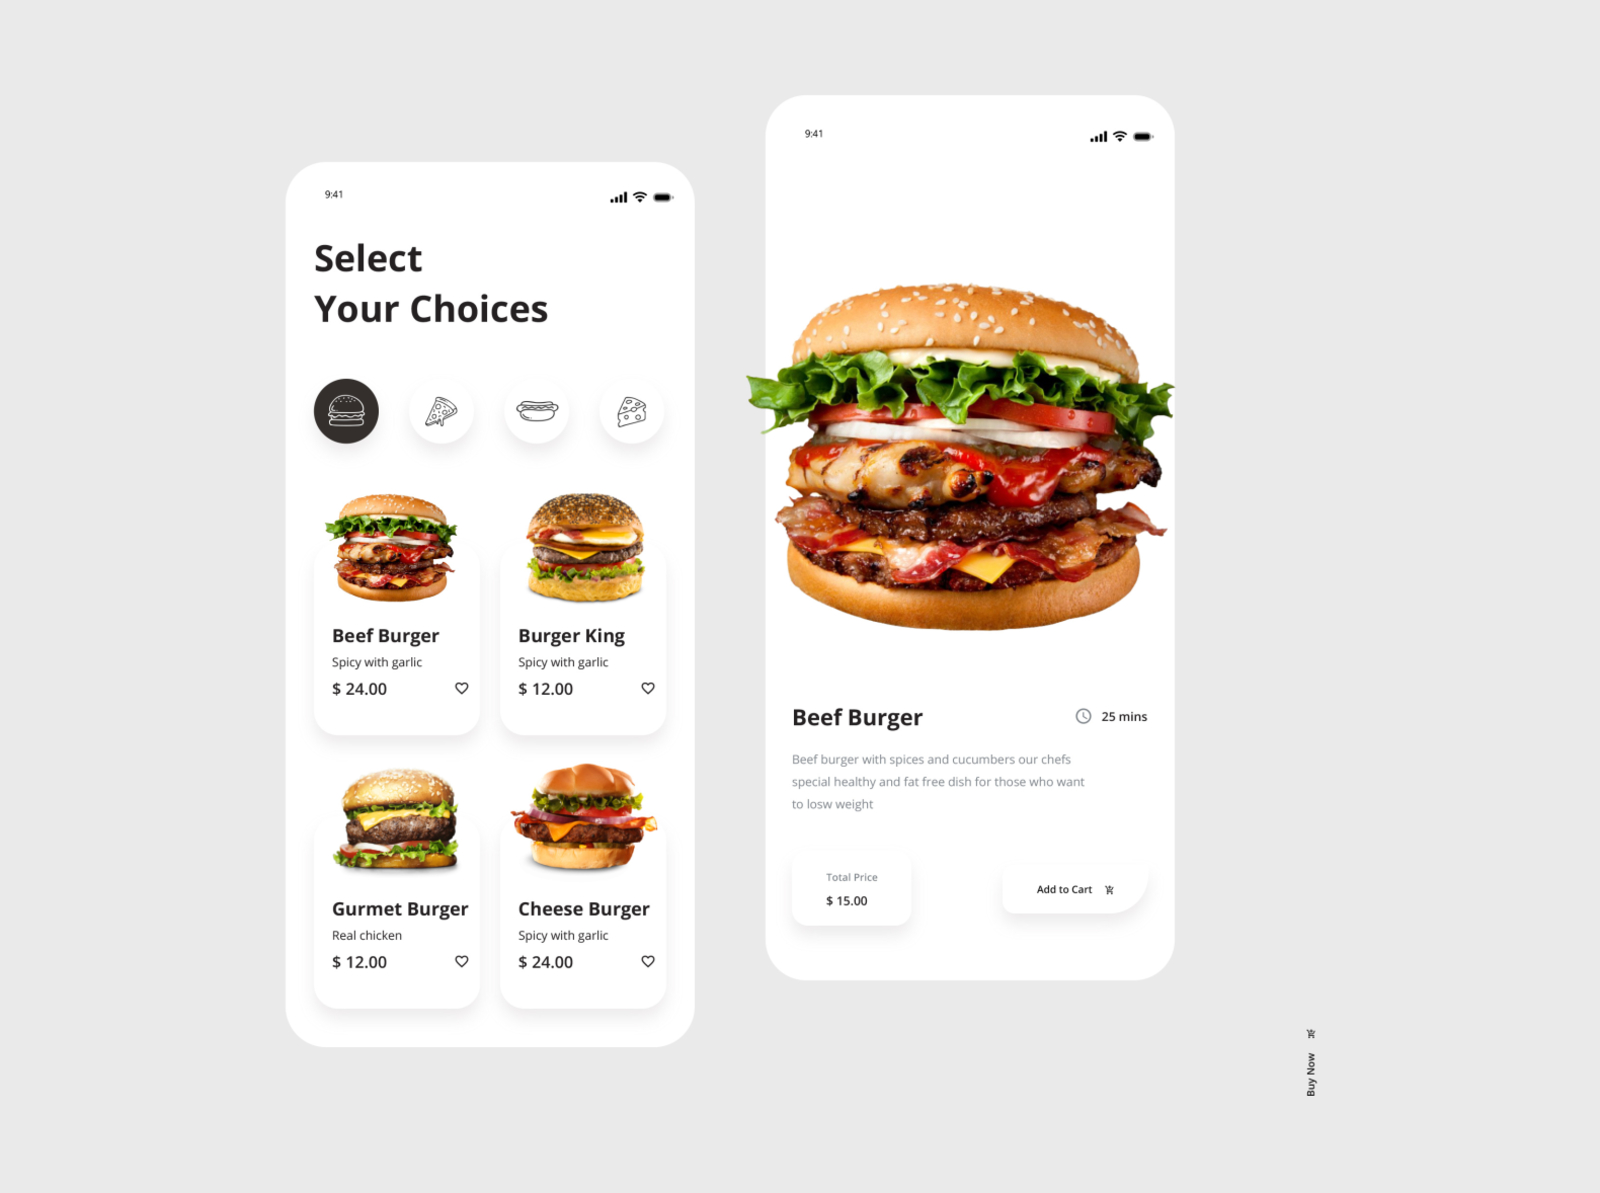 9:41
Select
Your Choices
Beef Burger
Spicy with garlic
$ 24.00
Burger King
Spicy with garlic
$ 12.00
Gurmet Burger
Real chicken
$ 12.00
Cheese Burger
Spicy with garlic
$ 24.00
9:41
Beef Burger
25 mins
Beef burger with spices and cucumbers our chefs
special healthy and fat free dish for those who want
to losw weight
Total Price
$ 15.00
Add to Cart
Buy Now